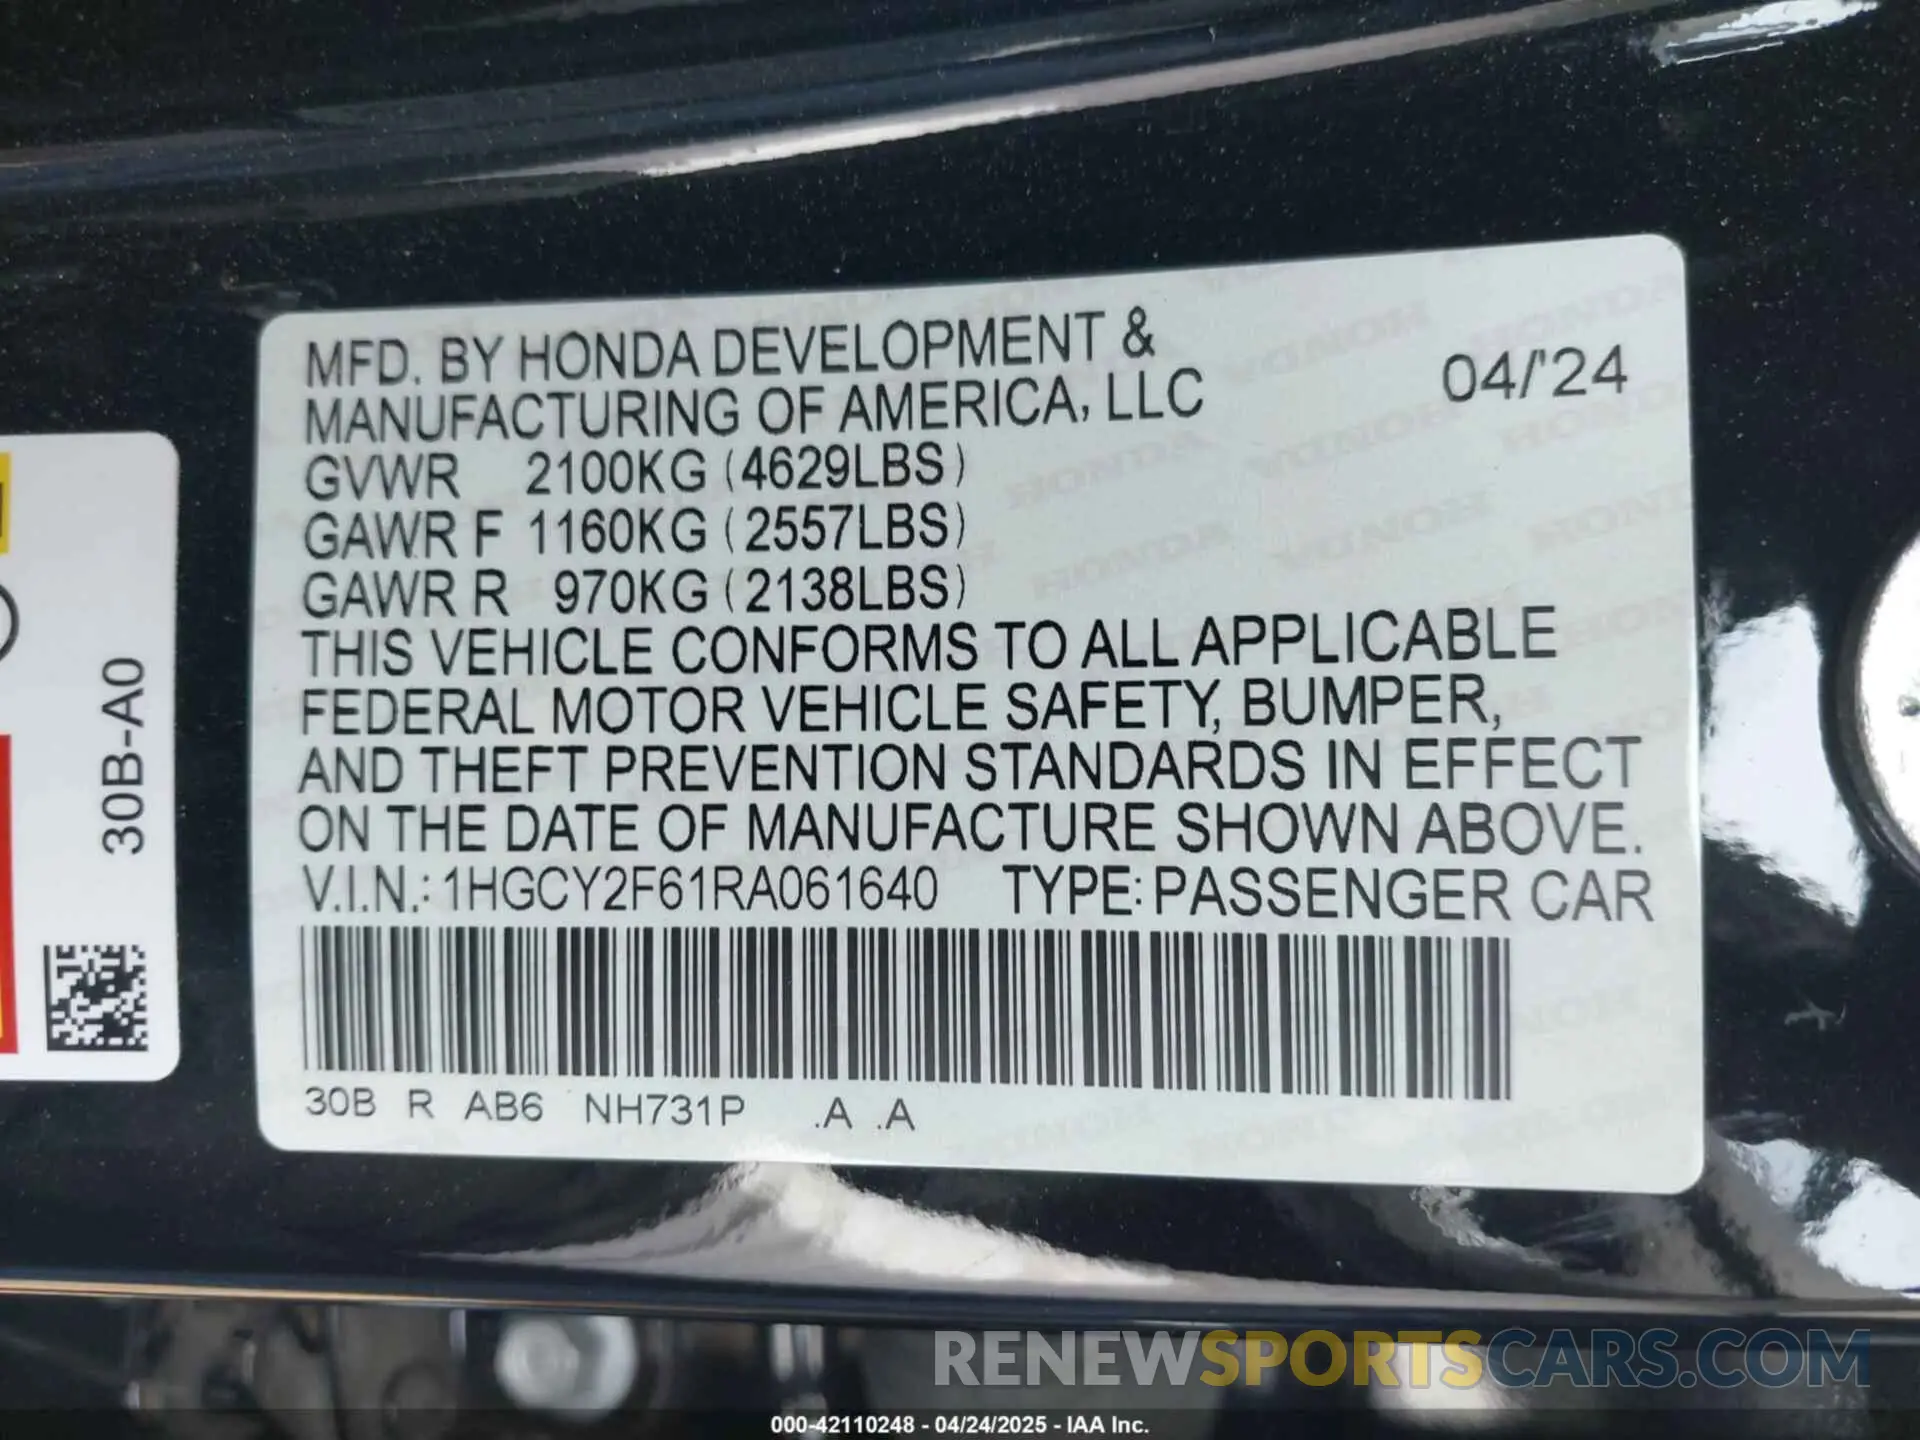 MFD. BY HONDA DEVELOPMENT &
MANUFACTURING OF AMERICA, LLC
04/'24
GVWR 2100KG (4629LBS)
GAWR F 1160KG (2557LBS)
GAWR R 970KG (2138LBS)
THIS VEHICLE CONFORMS TO ALL APPLICABLE
FEDERAL MOTOR VEHICLE SAFETY, BUMPER,
AND THEFT PREVENTION STANDARDS IN EFFECT
ON THE DATE OF MANUFACTURE SHOWN ABOVE.
V.I.N.: 1HGCY2F61RA061640 TYPE: PASSENGER CAR
30B R AB6 NH731P .A .A
30B-A0
RENEWSPORTSCARS.COM
000-42110248 - 04/24/2025 - IAA Inc.